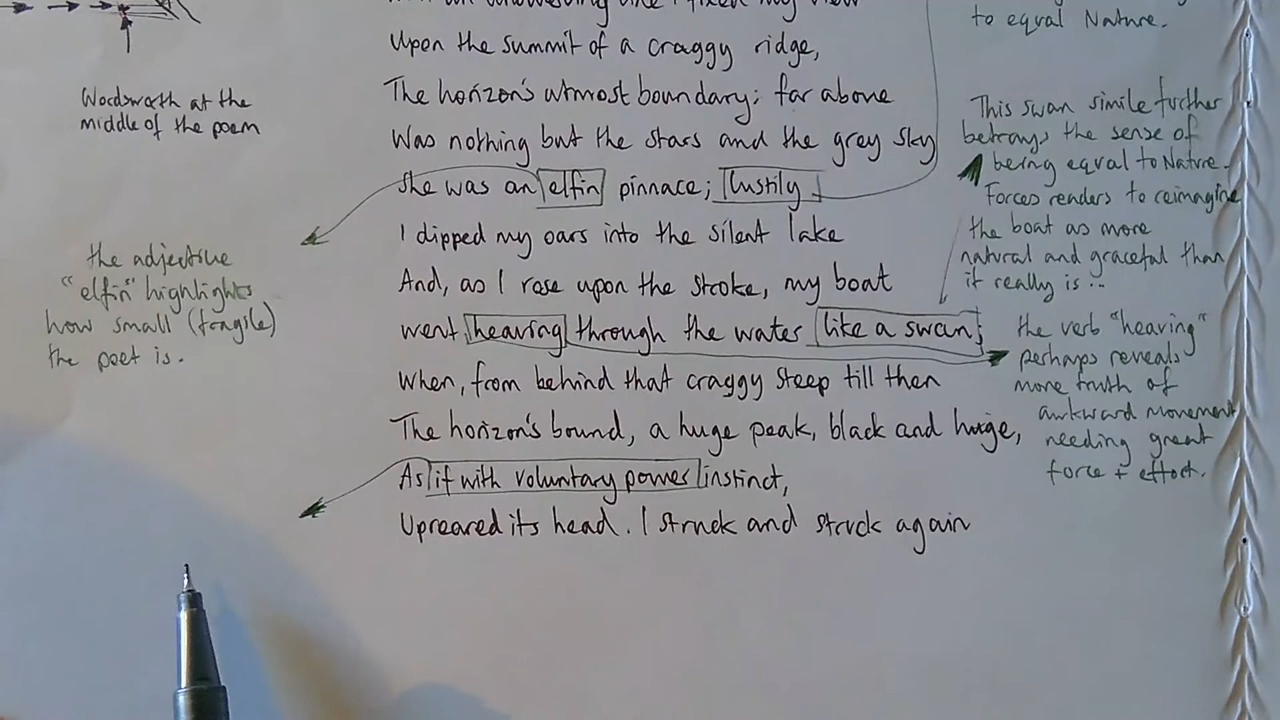 Upon the summit of a craggy ridge,
The horizon's utmost boundary; far above
Was nothing but the stars and the grey sky
She was an elfin pinnace; lustily
I dipped my oars into the silent lake
And, as I rose upon the stroke, my boat
went heaving through the water like a swan;
when, from behind that craggy steep till then
The horizon's bound, a huge peak, black and huge,
As if with voluntary power instinct,
Upreared its head. I struck and struck again
Wordsworth at the
middle of the poem
the adjective
"elfin" highlights
how small (fragile)
the poet is.
to equal Nature.
This swan simile further
betrays the sense of
being equal to Nature.
Forces readers to reimagine
the boat as more
natural and graceful than
it really is ..
the verb "heaving"
perhaps reveals
more truth of
awkward movement
needing great
force + effort.